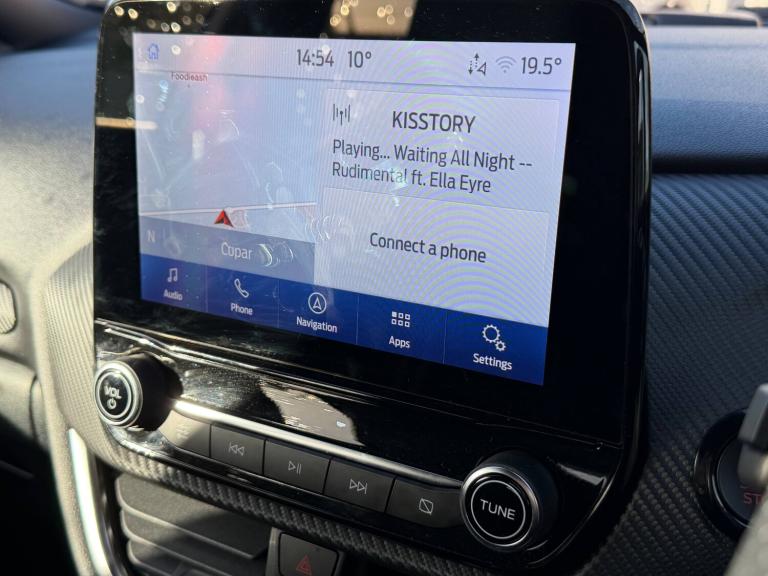 14:54 10° 19.5°
Foodieash
KISSTORY
Playing... Waiting All Night --
Rudimental ft. Ella Eyre
N
Copar
Connect a phone
Audio
Phone
Navigation
Apps
Settings
VOL
TUNE